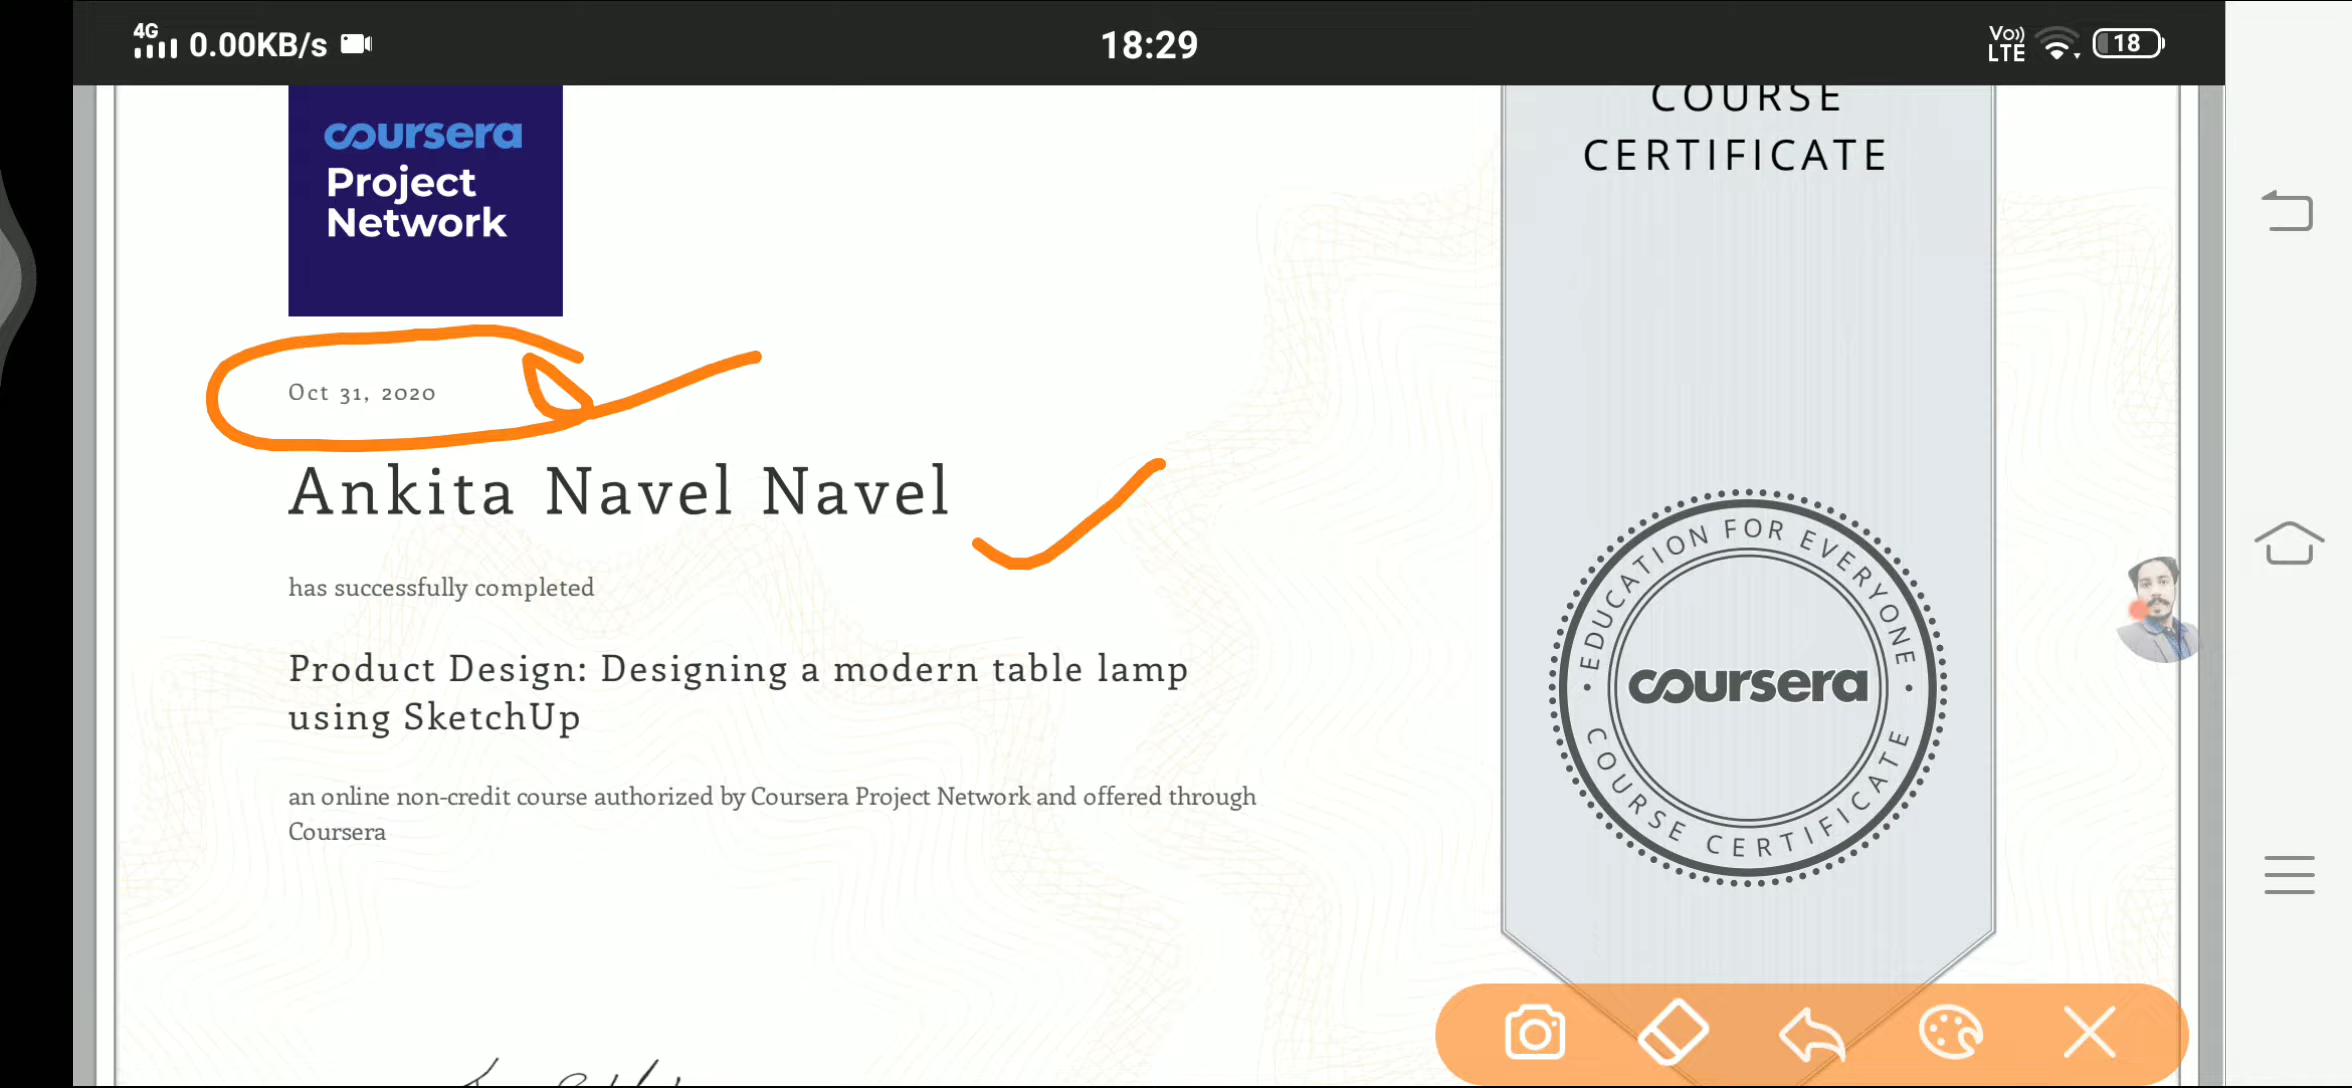 4G 0.00KB/s 18:29 Vo)) LTE 18
coursera
Project
Network
COURSE
CERTIFICATE
Oct 31, 2020
Ankita Navel Navel
has successfully completed
Product Design: Designing a modern table lamp
using SketchUp
an online non-credit course authorized by Coursera Project Network and offered through
Coursera
EDUCATION FOR EVERYONE
coursera
COURSE CERTIFICATE